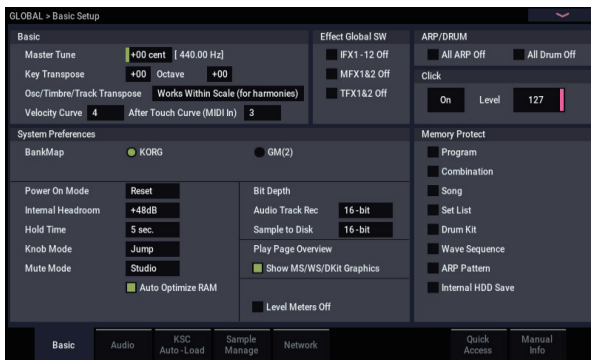 GLOBAL > Basic Setup
Basic
Master Tune +00 cent [ 440.00 Hz]
Key Transpose +00 Octave +00
Osc/Timbre/Track Transpose Works Within Scale (for harmonies)
Velocity Curve 4 After Touch Curve (MIDI In) 3
Effect Global SW
IFX1-12 Off
MFX1&2 Off
TFX1&2 Off
ARP/DRUM
All ARP Off All Drum Off
Click
On Level 127
System Preferences
BankMap KORG GM(2)
Power On Mode Reset
Internal Headroom +48dB
Hold Time 5 sec.
Knob Mode Jump
Mute Mode Studio
Auto Optimize RAM
Bit Depth
Audio Track Rec 16-bit
Sample to Disk 16-bit
Play Page Overview
Show MS/WS/DKit Graphics
Level Meters Off
Memory Protect
Program
Combination
Song
Set List
Drum Kit
Wave Sequence
ARP Pattern
Internal HDD Save
Basic
Audio
KSC
Auto-Load
Sample
Manage
Network
Quick
Access
Manual
Info